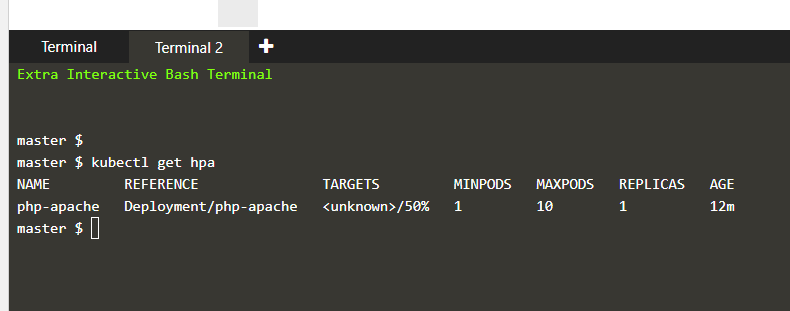 Terminal Terminal 2 +
Extra Interactive Bash Terminal
master $
master $ kubectl get hpa
NAME REFERENCE TARGETS MINPODS MAXPODS REPLICAS AGE
php-apache Deployment/php-apache <unknown>/50% 1 10 1 12m
master $